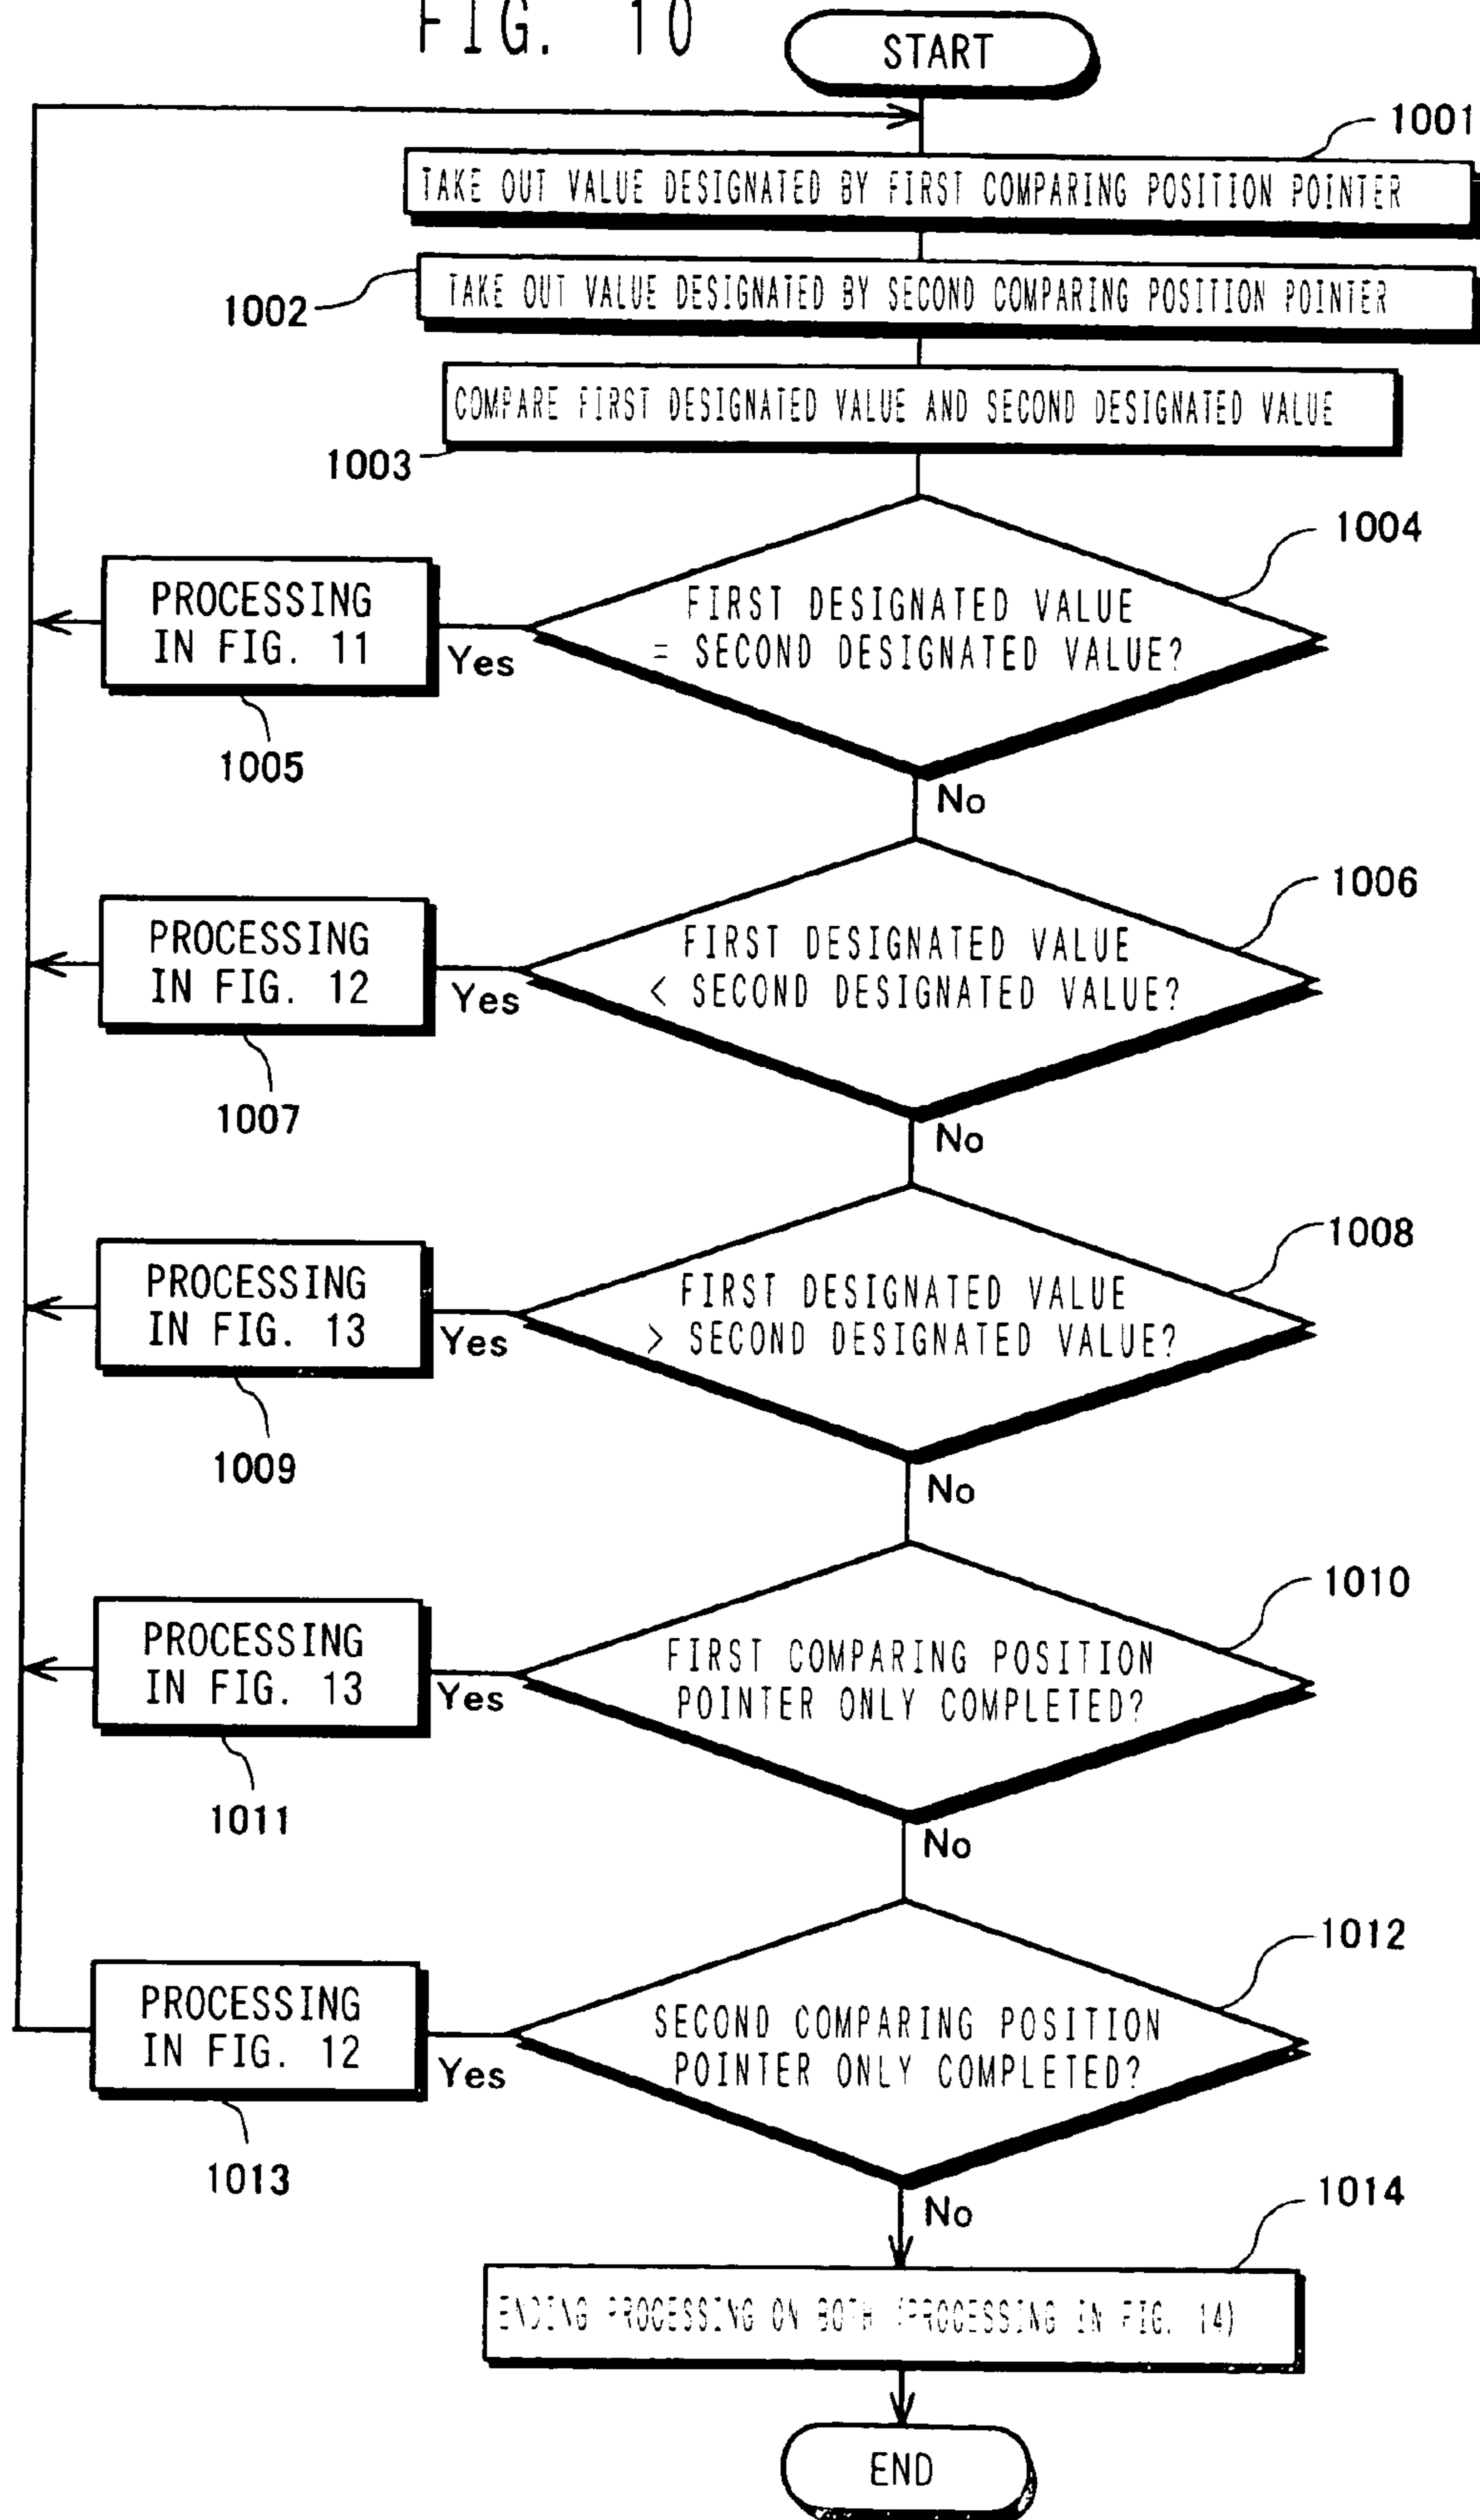 FIG. 10
START
1001
TAKE OUT VALUE DESIGNATED BY FIRST COMPARING POSITION POINTER
1002
TAKE OUT VALUE DESIGNATED BY SECOND COMPARING POSITION POINTER
COMPARE FIRST DESIGNATED VALUE AND SECOND DESIGNATED VALUE
1003
1004
FIRST DESIGNATED VALUE
= SECOND DESIGNATED VALUE?
PROCESSING
IN FIG. 11
Yes
1005
No
1006
FIRST DESIGNATED VALUE
< SECOND DESIGNATED VALUE?
PROCESSING
IN FIG. 12
Yes
1007
No
1008
FIRST DESIGNATED VALUE
> SECOND DESIGNATED VALUE?
PROCESSING
IN FIG. 13
Yes
1009
No
1010
FIRST COMPARING POSITION
POINTER ONLY COMPLETED?
PROCESSING
IN FIG. 13
Yes
1011
No
1012
SECOND COMPARING POSITION
POINTER ONLY COMPLETED?
PROCESSING
IN FIG. 12
Yes
1013
No
1014
ENDING PROCESSING ON BOTH (PROCESSING IN FIG. 14)
END